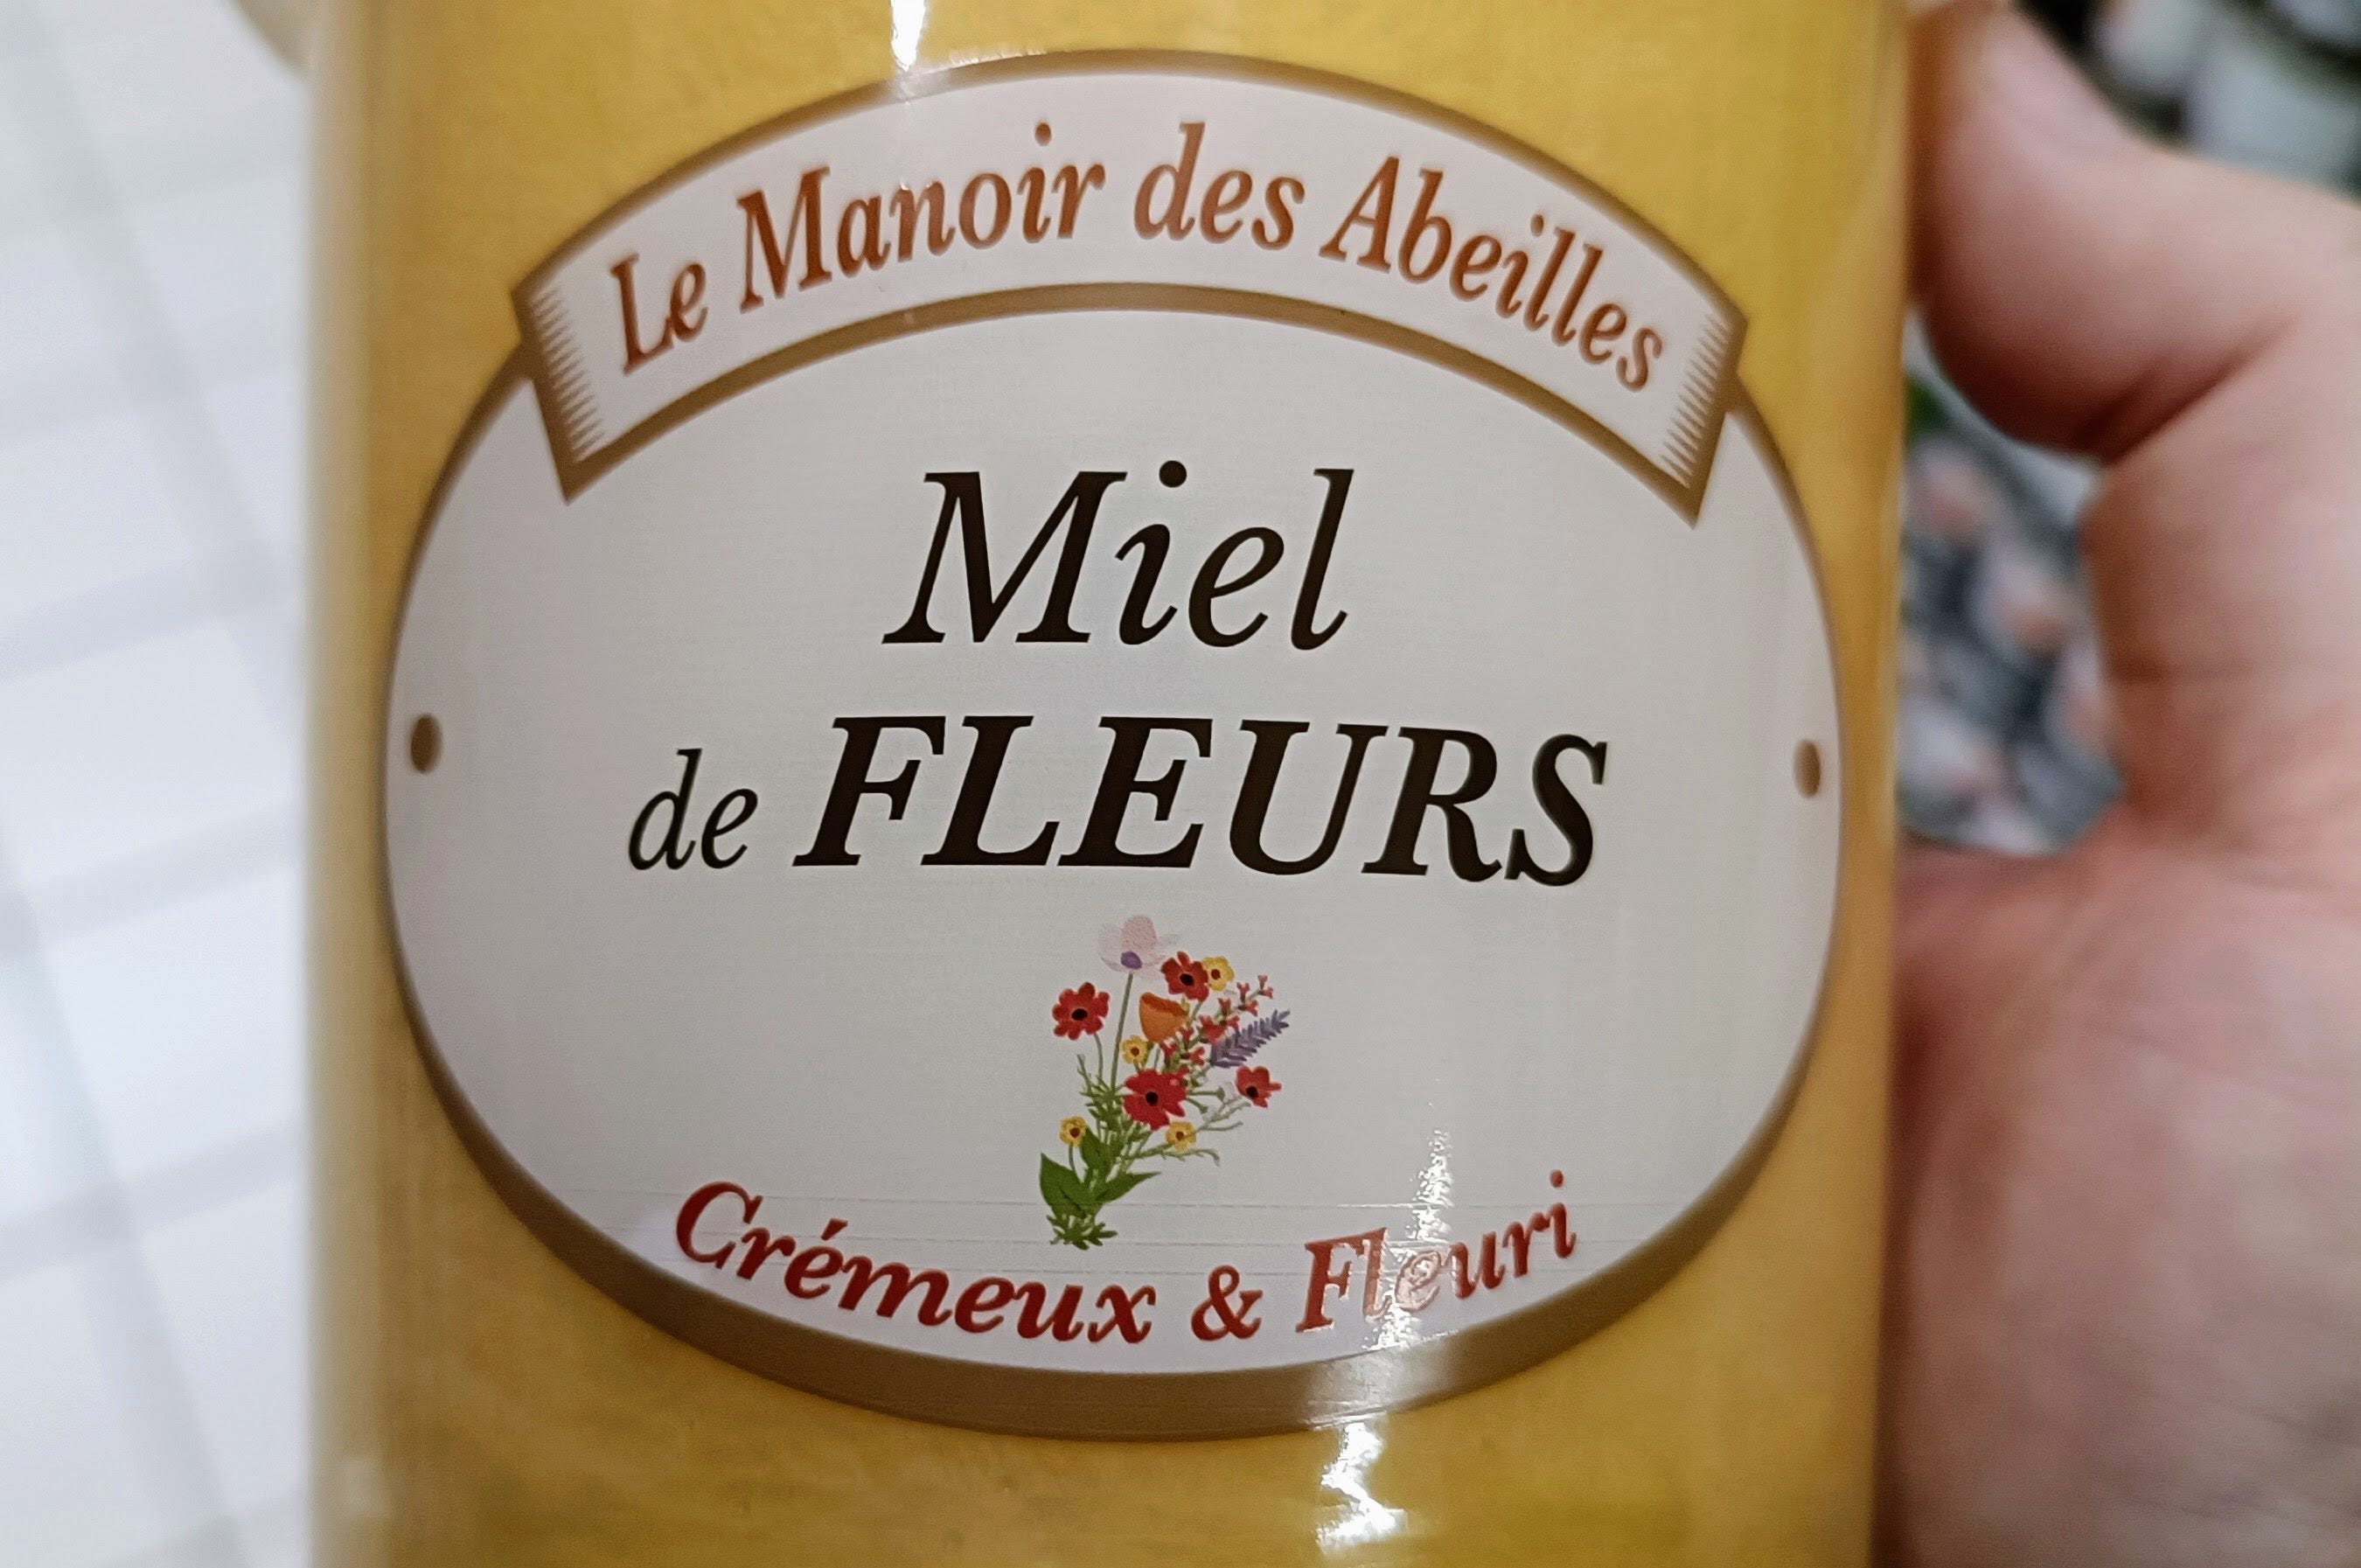 Le Manoir des Abeilles
Miel
de FLEURS
Crémeux & Fleuri